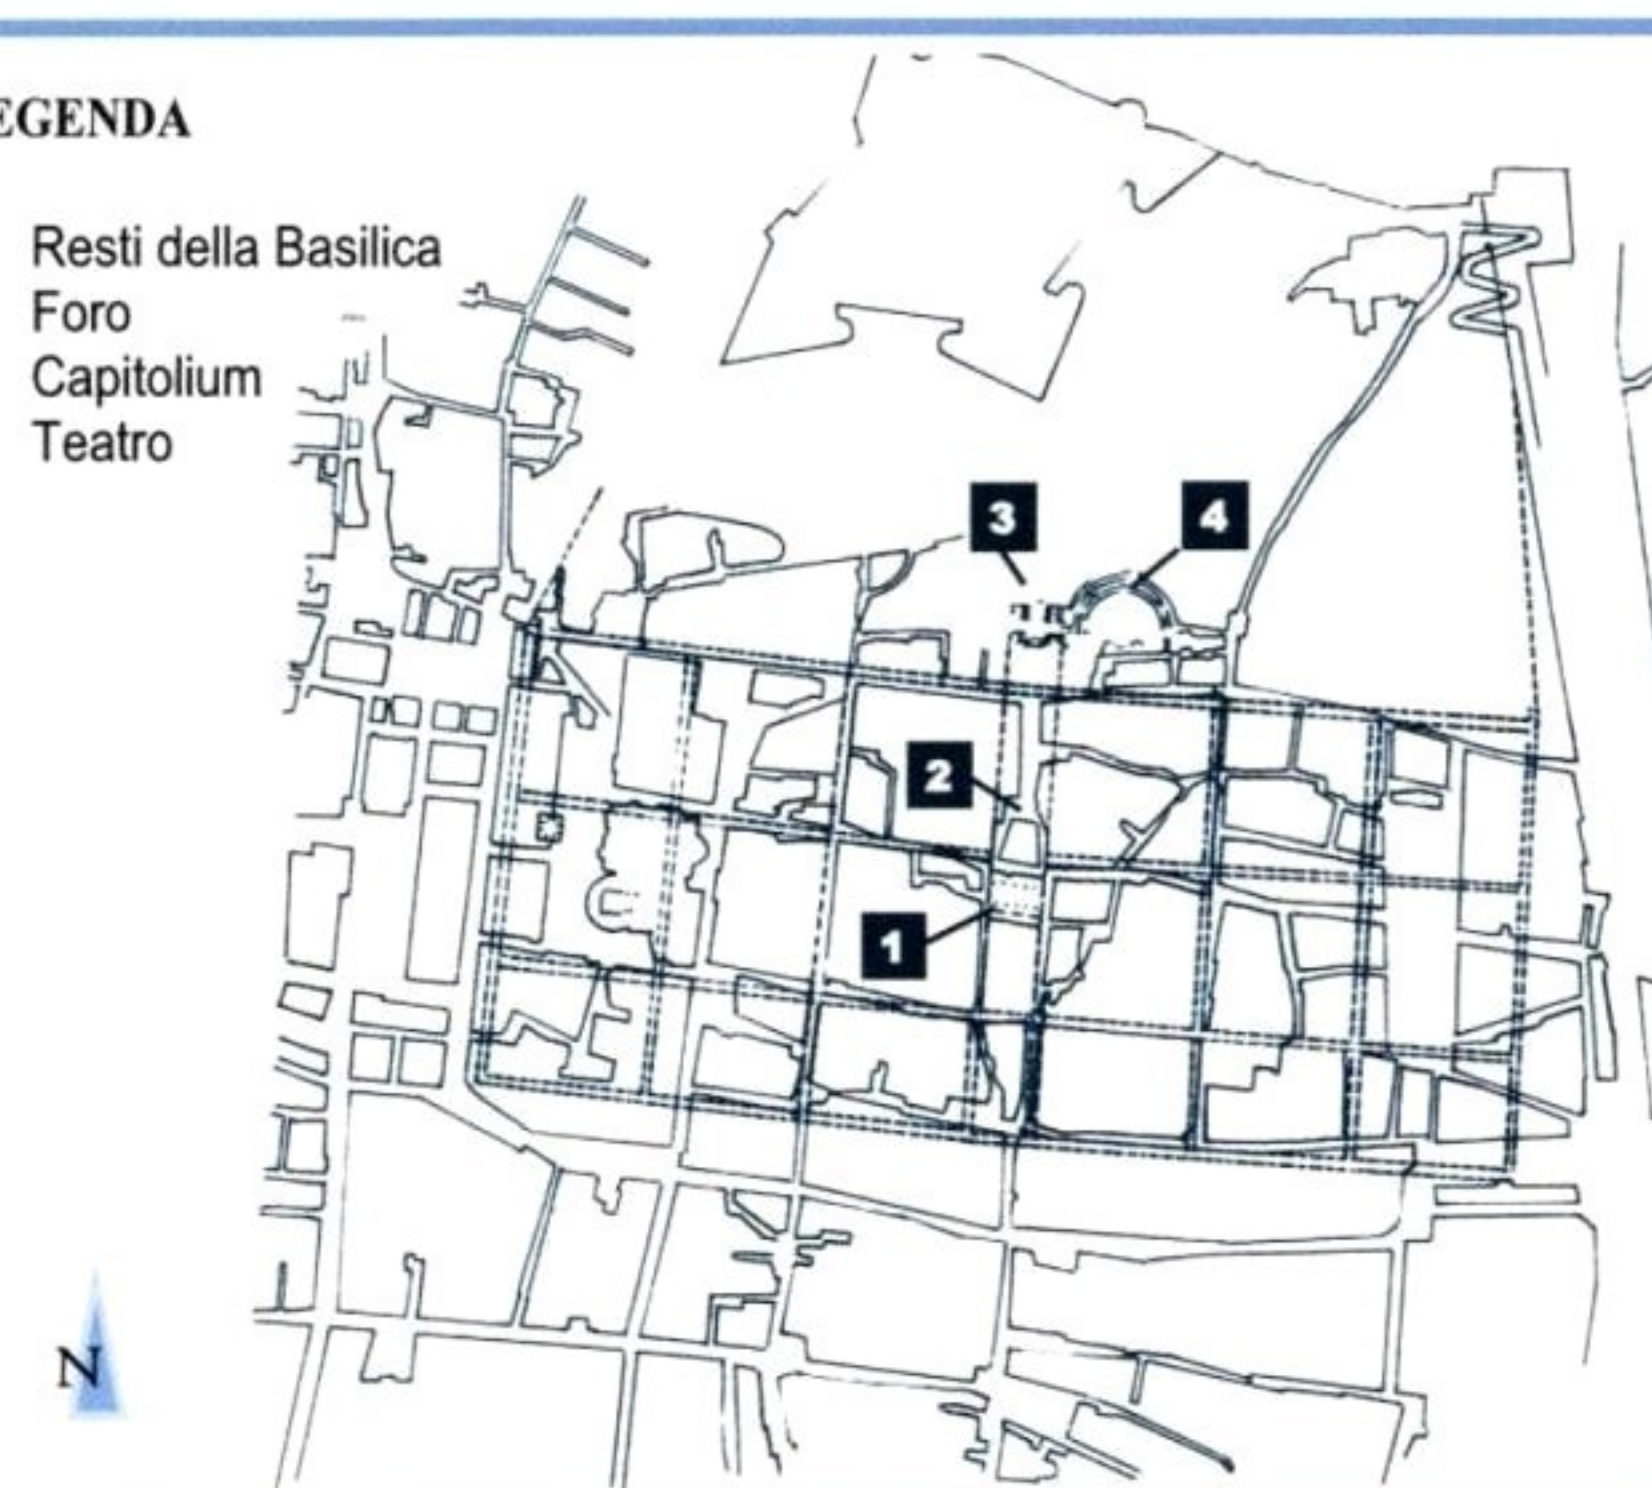 EGENDA
Resti della Basilica
Foro
Capitolium
Teatro
3
4
2
1
N